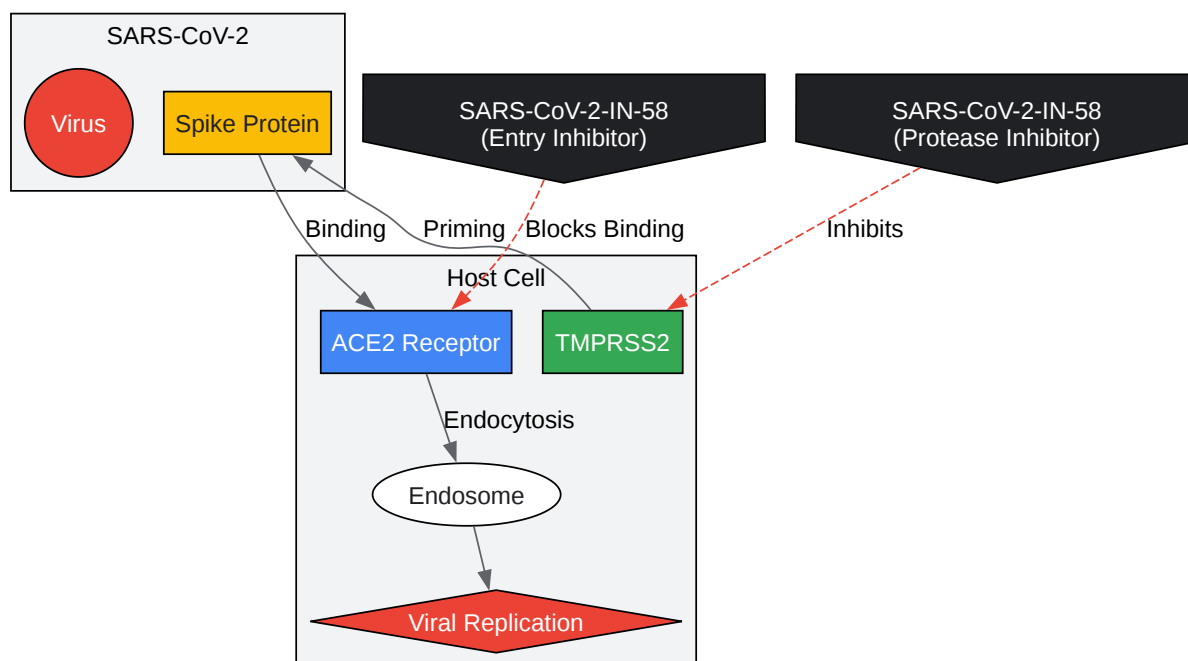 SARS-CoV-2
Virus
Spike Protein
SARS-CoV-2-IN-58
(Entry Inhibitor)
SARS-CoV-2-IN-58
(Protease Inhibitor)
Binding
Priming
Blocks Binding
Inhibits
Host Cell
ACE2 Receptor
TMPRSS2
Endocytosis
Endosome
Viral Replication